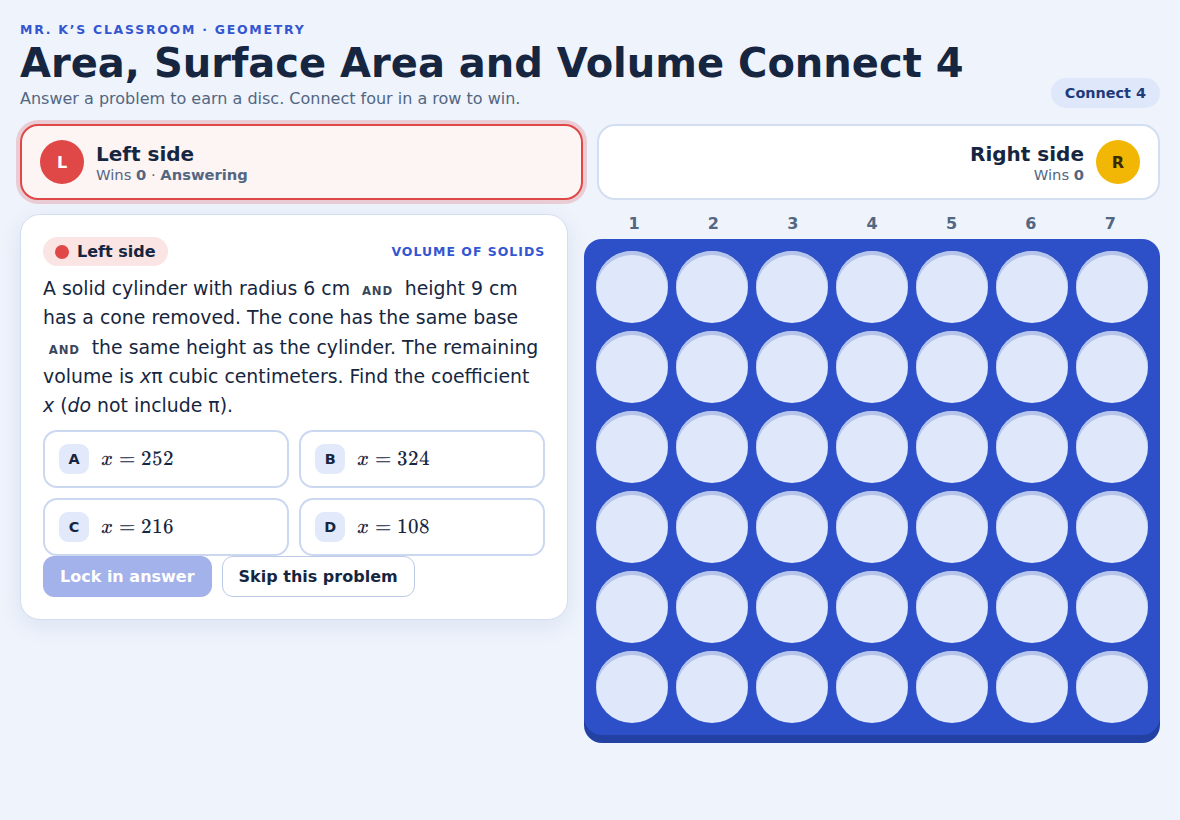 MR. K'S CLASSROOM · GEOMETRY
Area, Surface Area and Volume Connect 4
Answer a problem to earn a disc. Connect four in a row to win.
Connect 4
L
Left side
Wins 0 · Answering
Right side
Wins 0
R
Left side
VOLUME OF SOLIDS
A solid cylinder with radius 6 cm AND height 9 cm
has a cone removed. The cone has the same base
AND the same height as the cylinder. The remaining
volume is xπ cubic centimeters. Find the coefficient
x (do not include π).
A x = 252
B x = 324
C x = 216
D x = 108
Lock in answer
Skip this problem
1 2 3 4 5 6 7